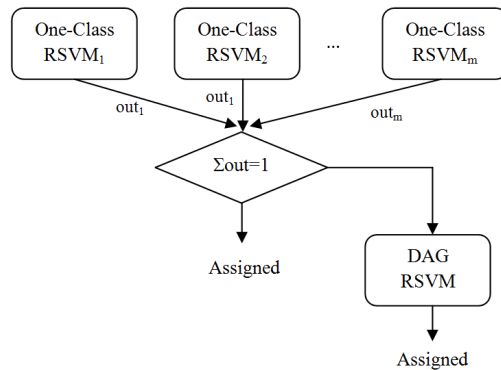 One-Class
RSVM₁
One-Class
RSVM₂
...
One-Class
RSVMₘ
out₁
out₁
outₘ
Σout=1
Assigned
DAG
RSVM
Assigned